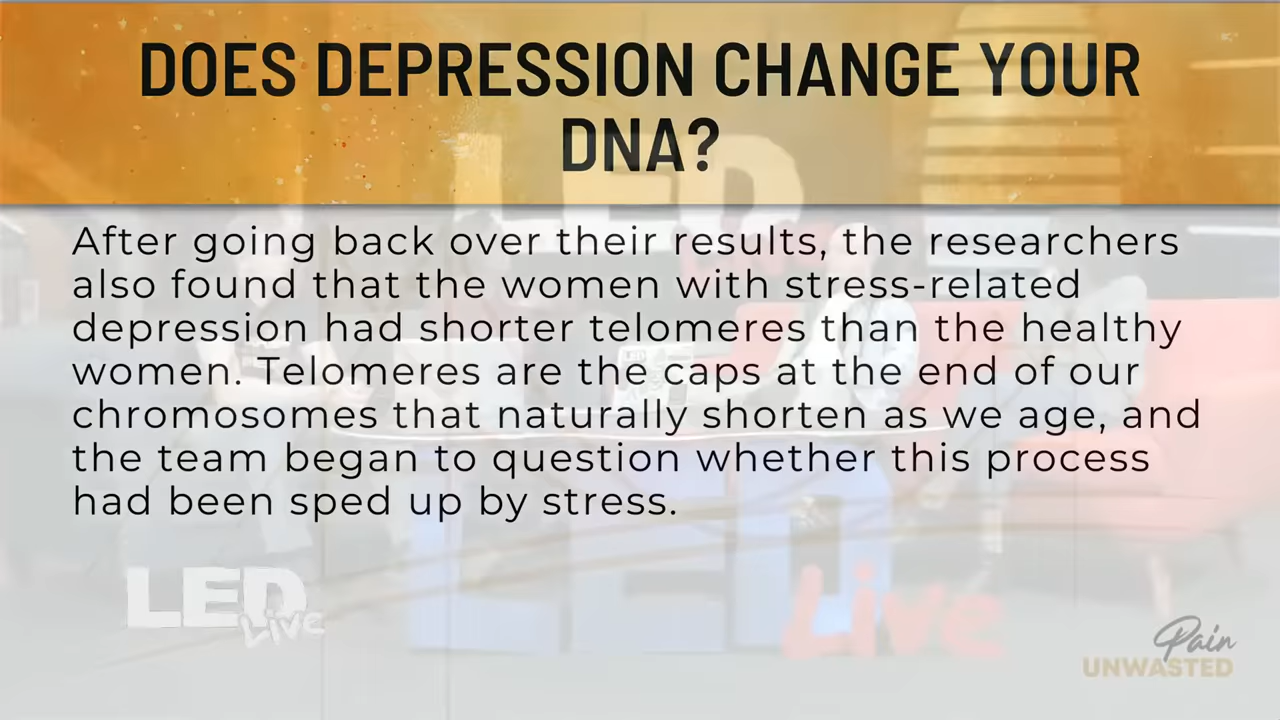 DOES DEPRESSION CHANGE YOUR
DNA?
After going back over their results, the researchers
also found that the women with stress-related
depression had shorter telomeres than the healthy
women. Telomeres are the caps at the end of our
chromosomes that naturally shorten as we age, and
the team began to question whether this process
had been sped up by stress.
LED
LED
Live
LED
Live
Pain
UNWASTED